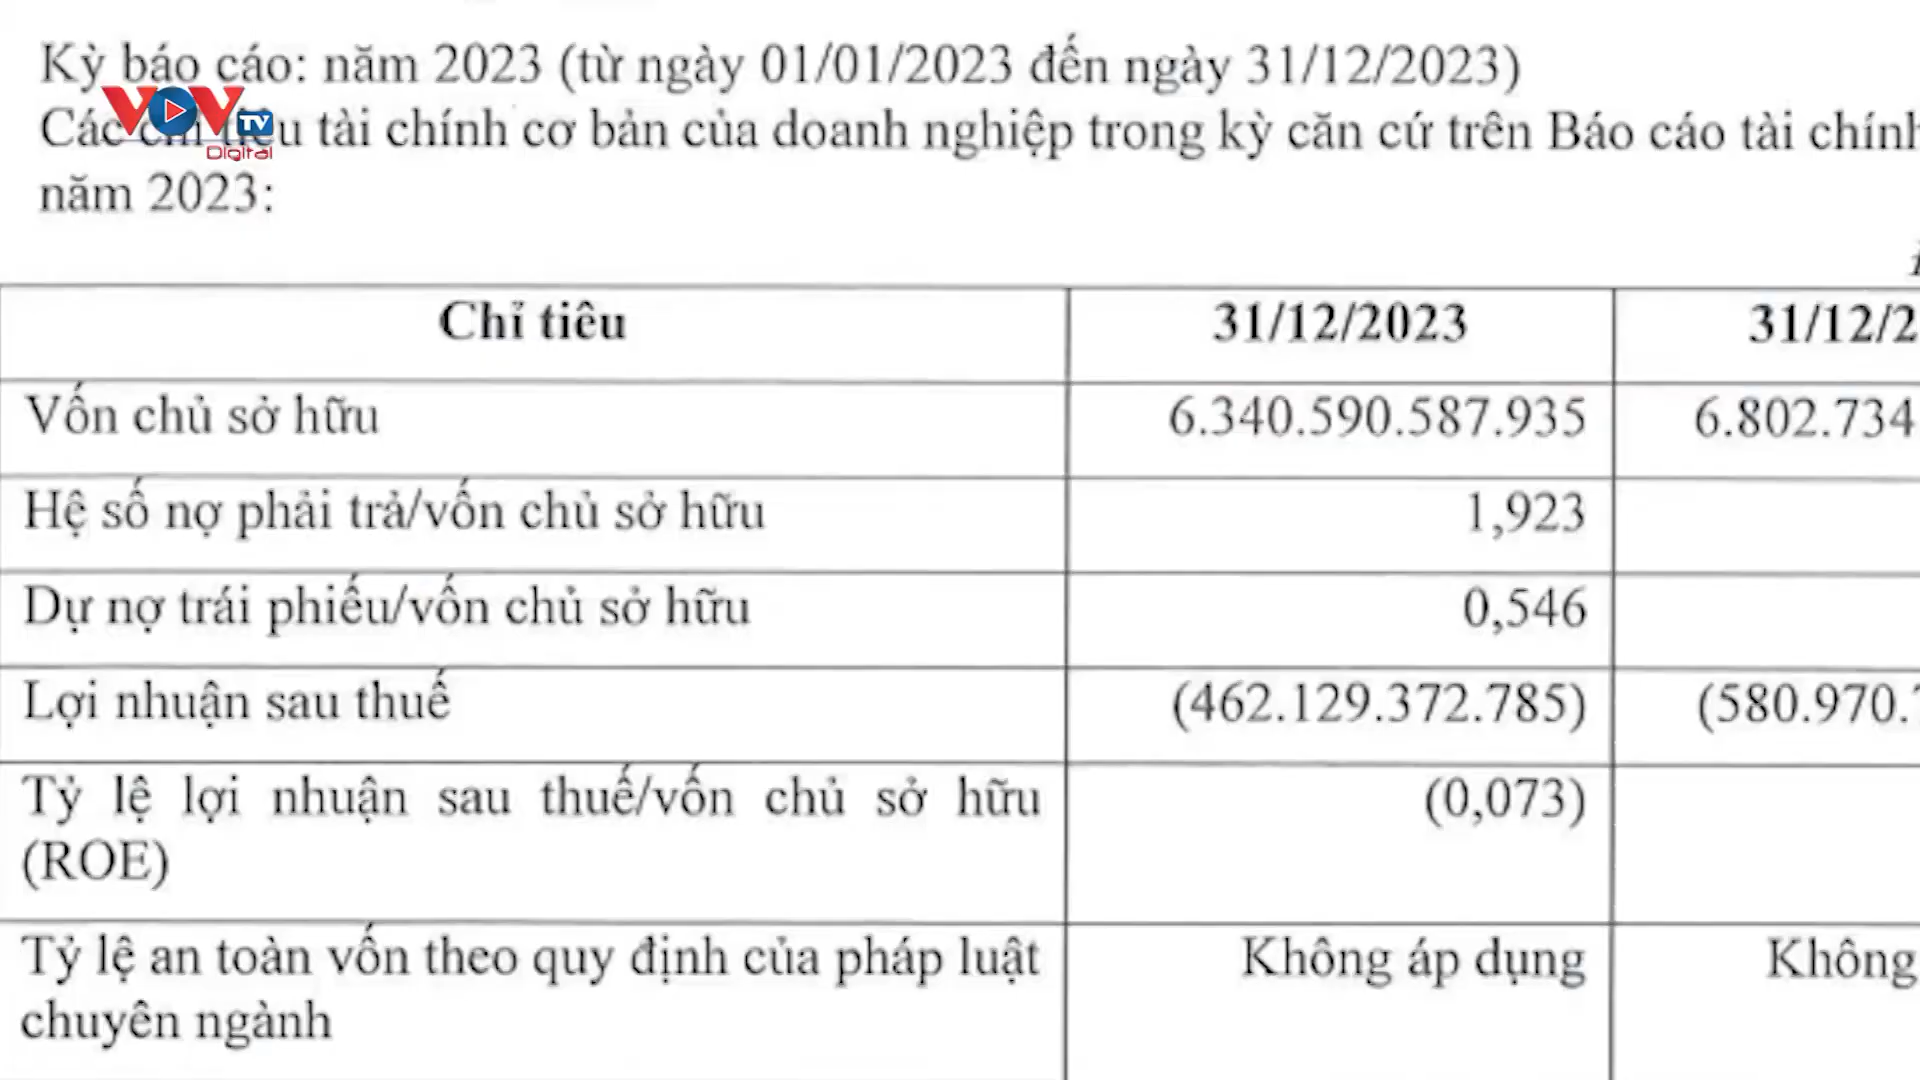 Kỳ báo cáo: năm 2023 (từ ngày 01/01/2023 đến ngày 31/12/2023)
VOV TV
Digital
Các chỉ tiêu tài chính cơ bản của doanh nghiệp trong kỳ căn cứ trên Báo cáo tài chính
năm 2023:
Chỉ tiêu 31/12/2023 31/12/2
Vốn chủ sở hữu 6.340.590.587.935 6.802.734
Hệ số nợ phải trả/vốn chủ sở hữu 1,923
Dự nợ trái phiếu/vốn chủ sở hữu 0,546
Lợi nhuận sau thuế (462.129.372.785) (580.970.
Tỷ lệ lợi nhuận sau thuế/vốn chủ sở hữu (0,073)
(ROE)
Tỷ lệ an toàn vốn theo quy định của pháp luật Không áp dụng Không
chuyên ngành